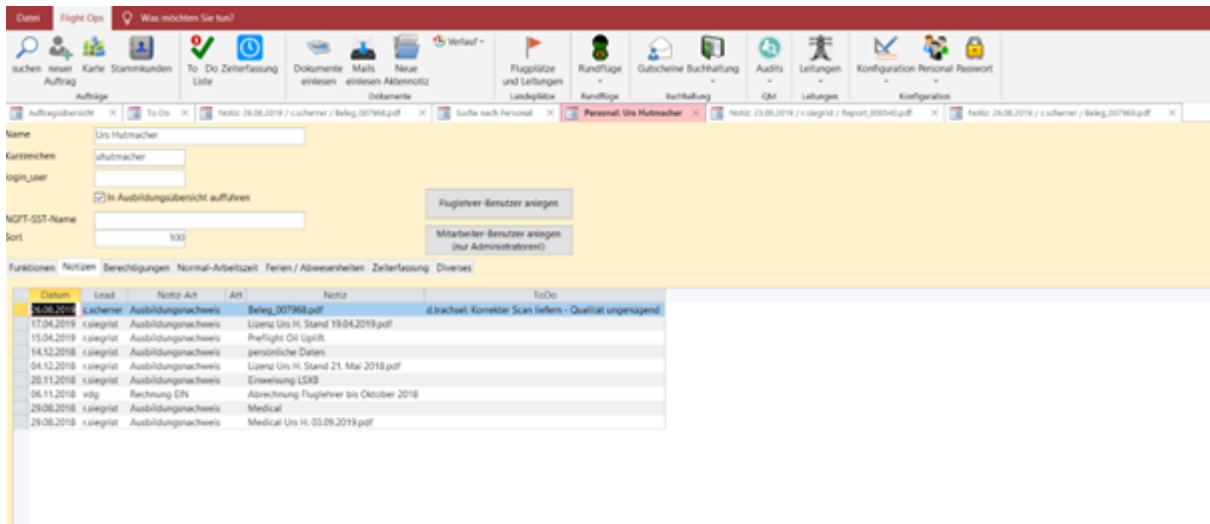 Datei Flight Ops Was möchten Sie tun?
suchen neuer Auftrag Karte Stammkunden To Do Liste Zeiterfassung Dokumente einlesen Mails einlesen Neue Aktennotiz Verlauf Flugplätze und Leitungen Rundflüge Gutscheine Buchhaltung Audits Leitungen Konfiguration Personal Passwort
Aufträge Dokumente Landeplätze Rundflüge Buchhaltung QM Leitungen Konfiguration
Auftragsübersicht To Do Notiz: 26.08.2019 / c.scherrer / Beleg_007968.pdf Suche nach Personal Personal: Urs Hutmacher Notiz: 23.08.2019 / r.siegrist / Report_000540.pdf Notiz: 26.08.2019 / c.scherrer / Beleg_007968.pdf
Name Urs Hutmacher
Kurzzeichen uhutmacher
login_user
In Ausbildungsübersicht aufführen
Fluglehrer-Benutzer anlegen
NGFT-SST-Name
Sort 100
Mitarbeiter-Benutzer anlegen
(nur Administratoren!)
Funktionen Notizen Berechtigungen Normal-Arbeitszeit Ferien / Abwesenheiten Zeiterfassung Diverses
Datum Lead Notiz-Art Att Notiz ToDo
26.08.2019 c.scherrer Ausbildungsnachweis Beleg_007968.pdf d.trachsel: Korrekter Scan liefern - Qualität ungenügend
17.04.2019 r.siegrist Ausbildungsnachweis Lizenz Urs H. Stand 19.04.2019.pdf
15.04.2019 r.siegrist Ausbildungsnachweis Preflight Oil Uplift
14.12.2018 r.siegrist Ausbildungsnachweis persönliche Daten
04.12.2018 r.siegrist Ausbildungsnachweis Lizenz Urs H. Stand 21. Mai 2018.pdf
20.11.2018 r.siegrist Ausbildungsnachweis Einweisung LSXB
06.11.2018 vdg Rechnung EIN Abrechnung Fluglehrer bis Oktober 2018
29.08.2018 r.siegrist Ausbildungsnachweis Medical
29.08.2018 r.siegrist Ausbildungsnachweis Medical Urs H. 03.09.2019.pdf